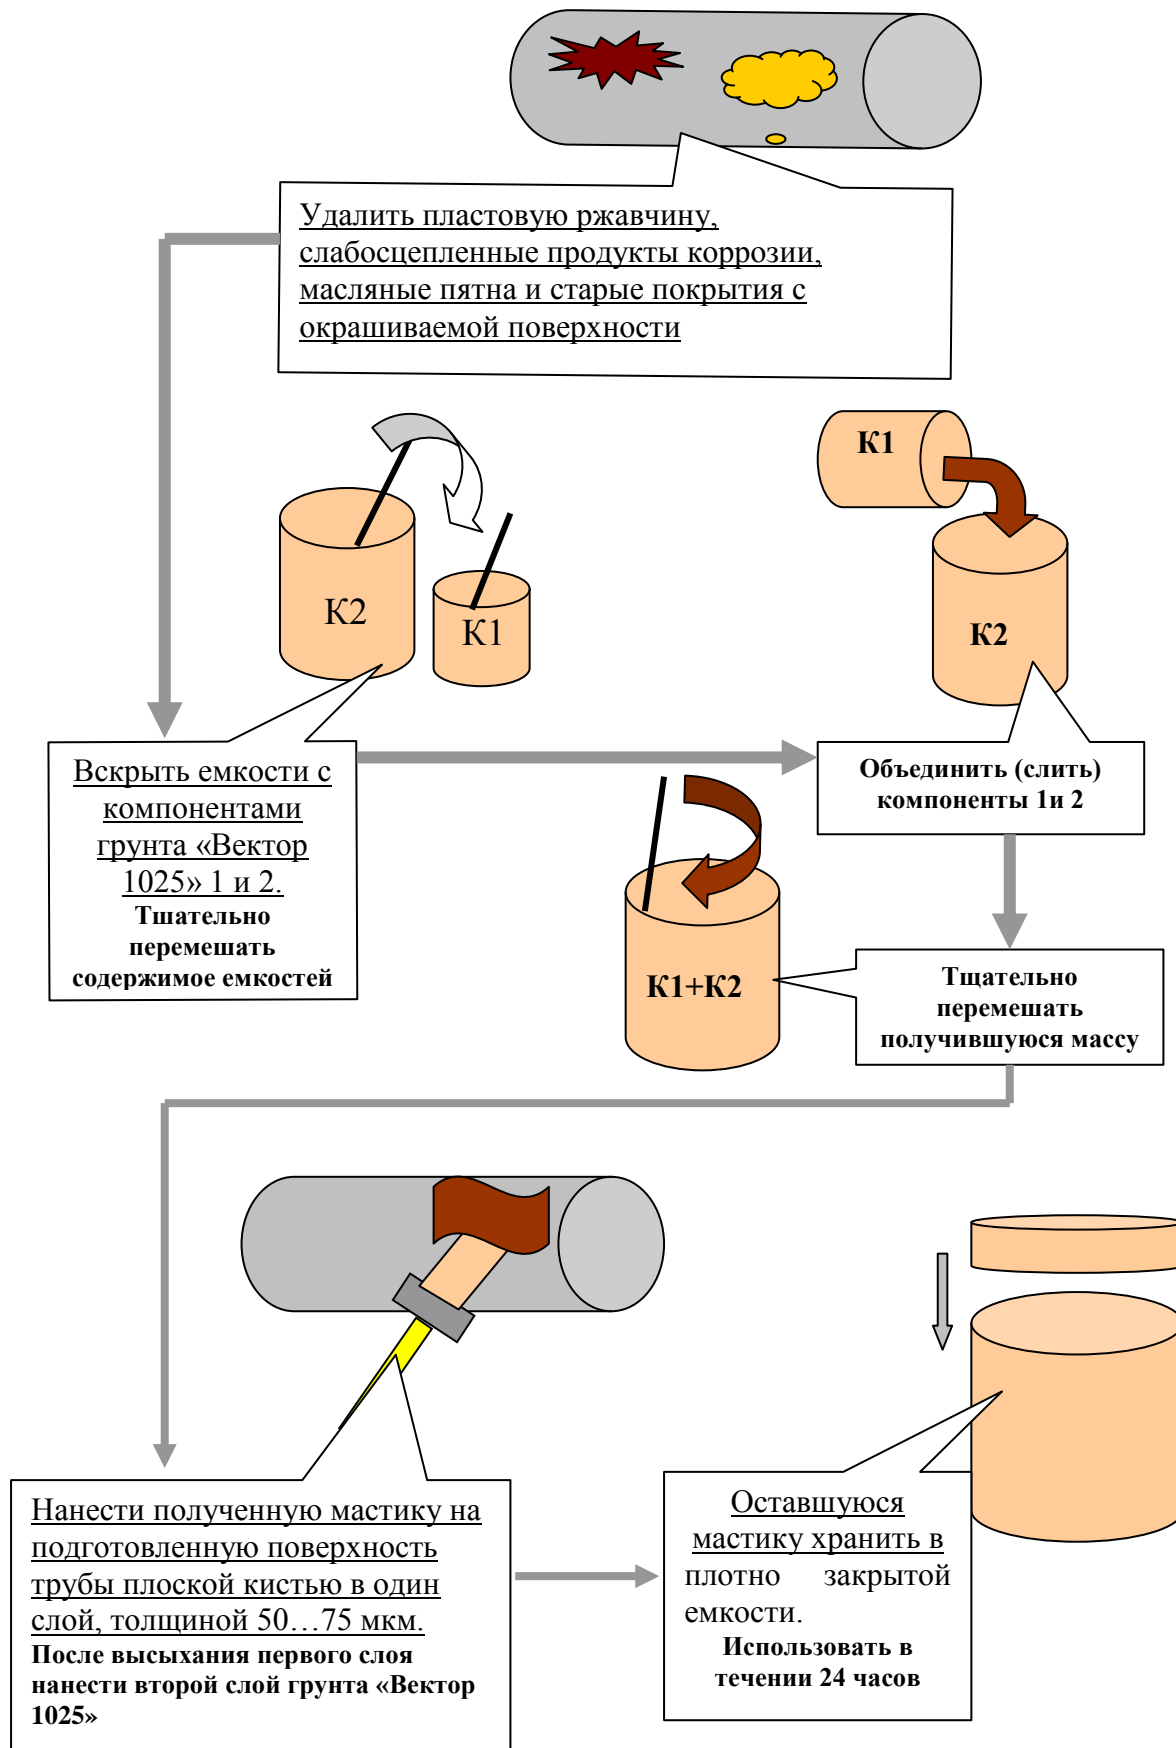 Удалить пластовую ржавчину,
слабосцепленные продукты коррозии,
масляные пятна и старые покрытия с
окрашиваемой поверхности
К2
К1
К1
К2
Вскрыть емкости с
компонентами
грунта «Вектор
1025» 1 и 2.
Тшательно
перемешать
содержимое емкостей
Объединить (слить)
компоненты 1и 2
К1+К2
Тщательно
перемешать
получившуюся массу
Нанести полученную мастику на
подготовленную поверхность
трубы плоской кистью в один
слой, толщиной 50…75 мкм.
После высыхания первого слоя
нанести второй слой грунта «Вектор
1025»
Оставшуюся
мастику хранить в
плотно закрытой
емкости.
Использовать в
течении 24 часов